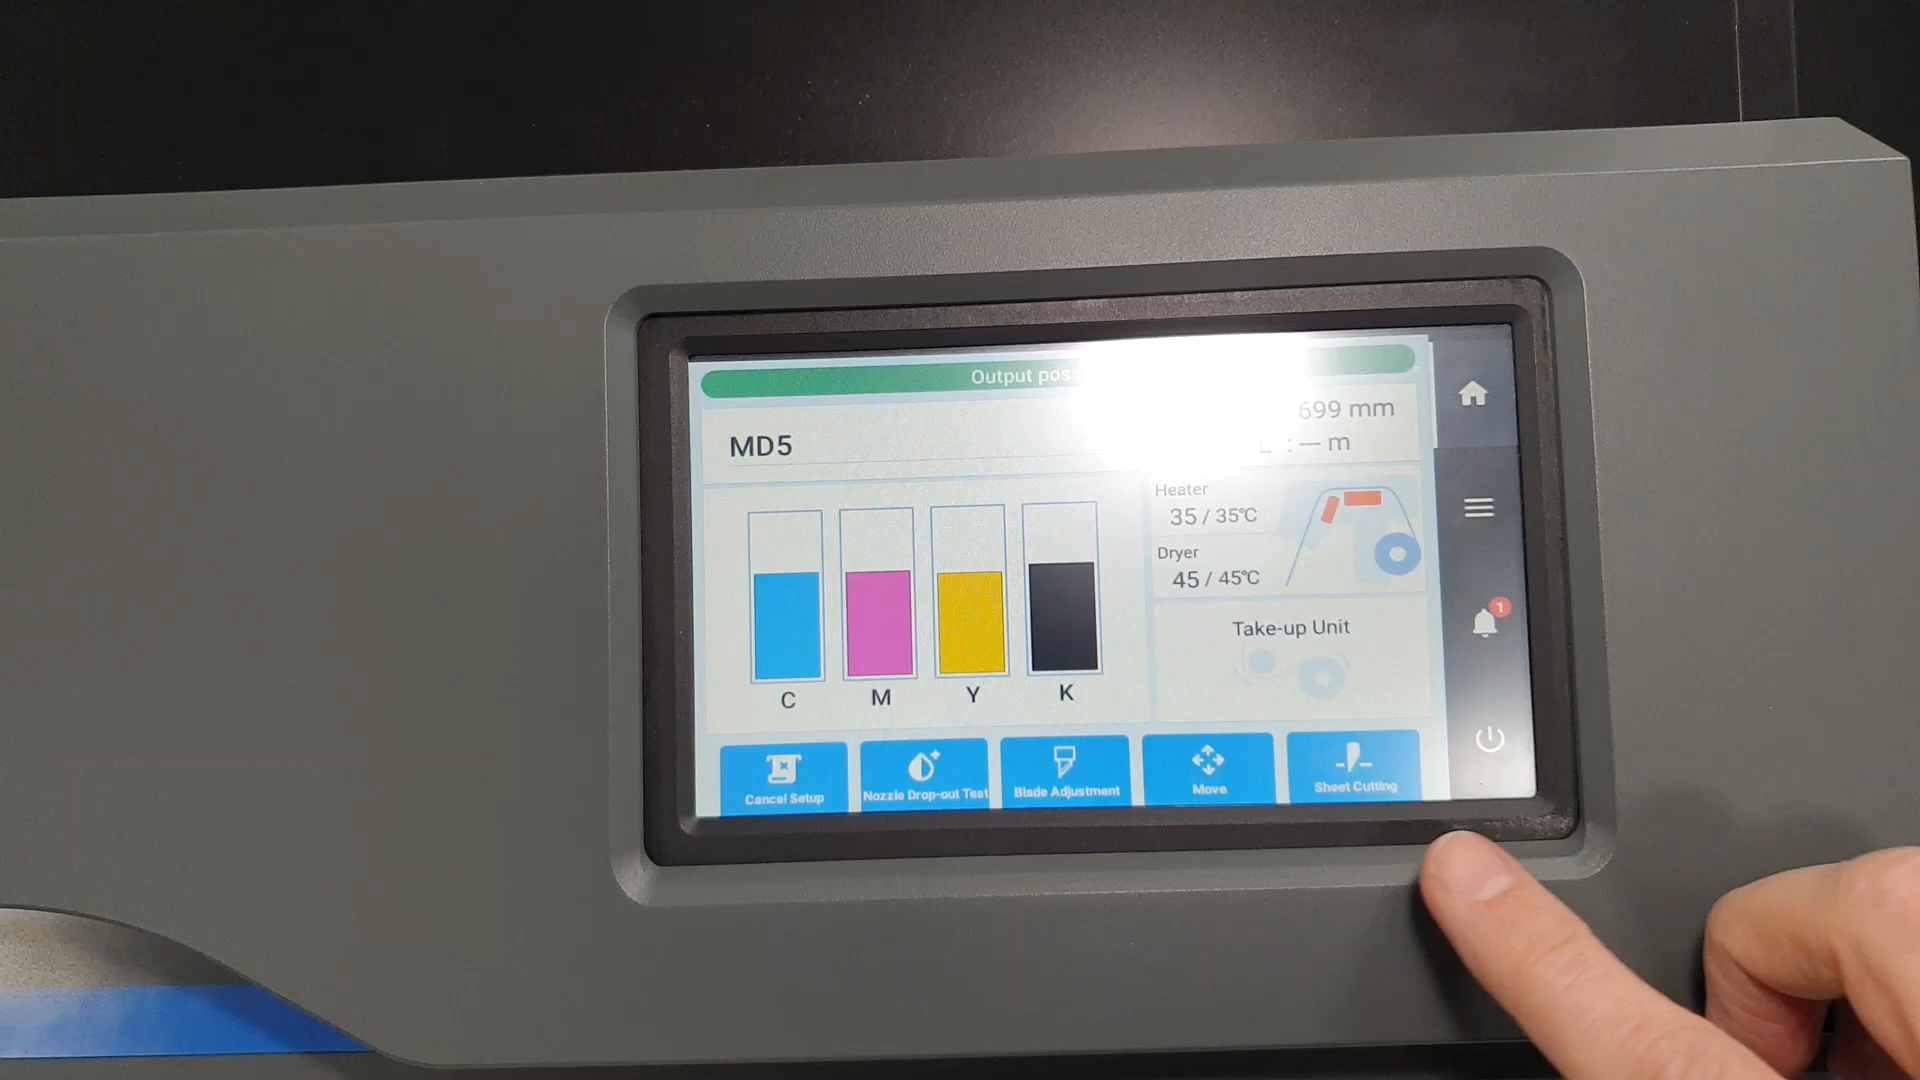 Output
MD5
699 mm
: — m
Heater
35 / 35℃
Dryer
45 / 45℃
Take-up Unit
1
C M Y K
Cancel Setup
Nozzle Drop-out Test
Blade Adjustment
Move
Sheet Cutting